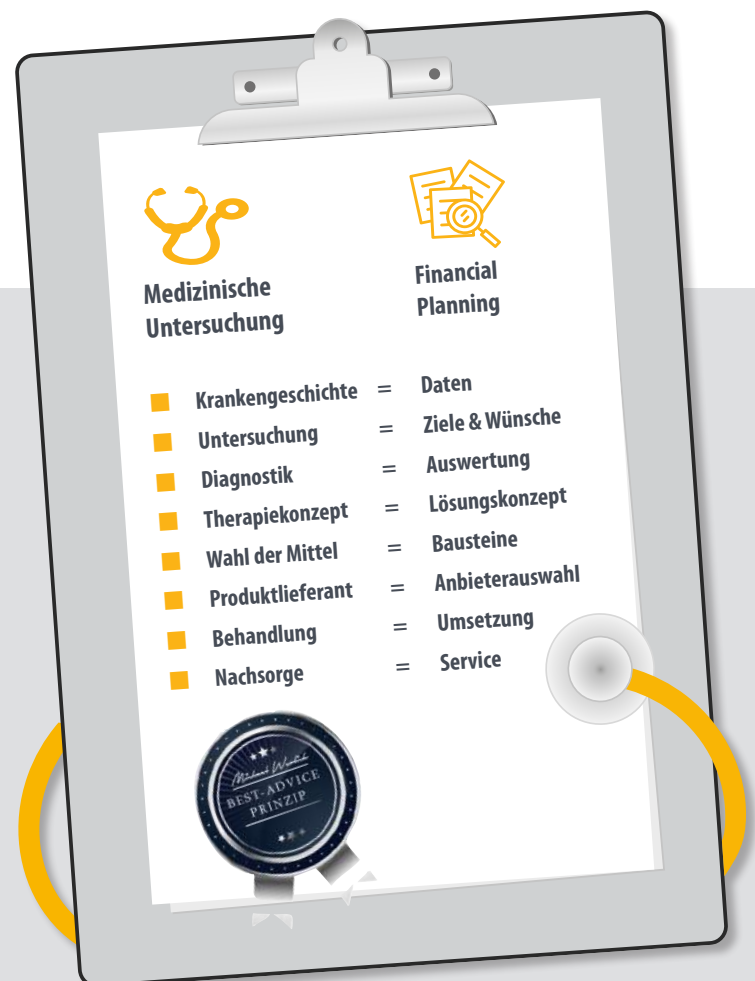 Medizinische
Untersuchung
Financial
Planning
Krankengeschichte = Daten
Untersuchung = Ziele & Wünsche
Diagnostik = Auswertung
Therapiekonzept = Lösungskonzept
Wahl der Mittel = Bausteine
Produktlieferant = Anbieterauswahl
Behandlung = Umsetzung
Nachsorge = Service
BEST-ADVICE
PRINZIP